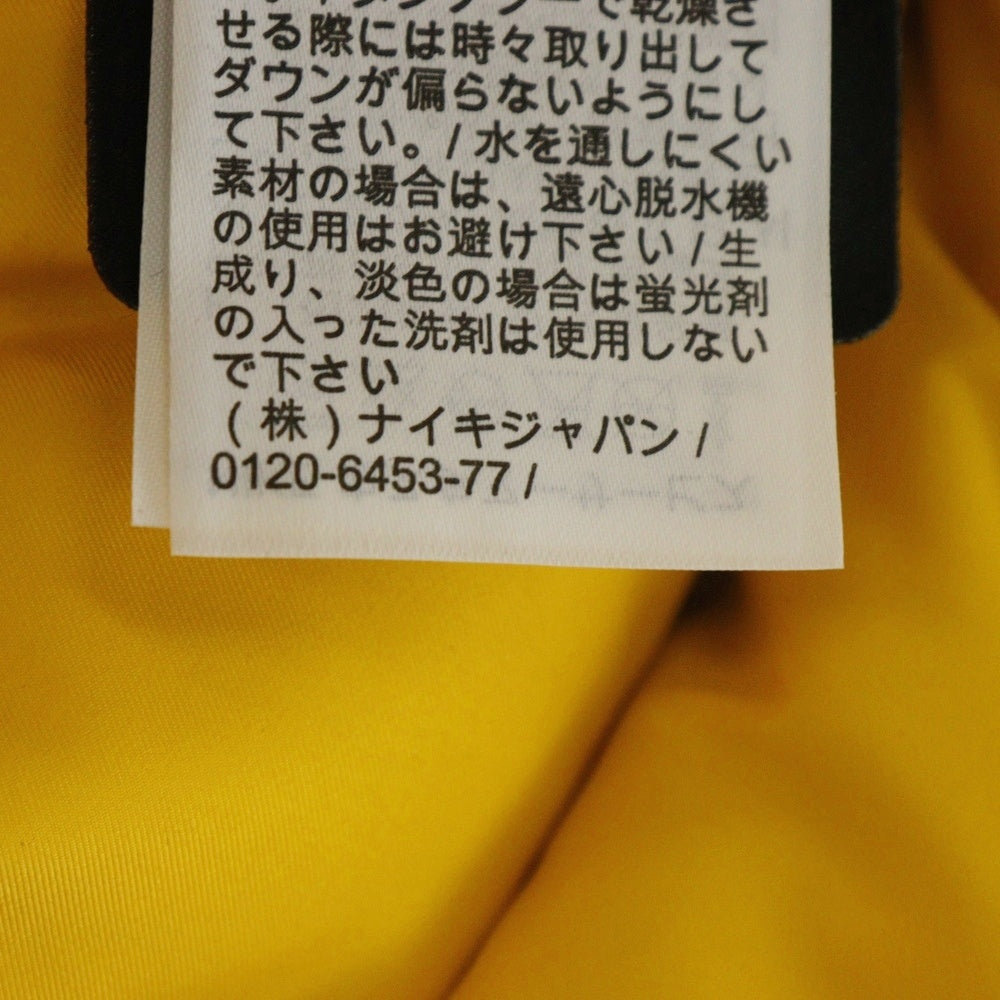 で乾燥さ
せる際には時々取り出して
ダウンが偏らないようにし
て下さい。/ 水を通しにくい
素材の場合は、遠心脱水機
の使用はお避け下さい / 生
成り、淡色の場合は蛍光剤
の入った洗剤は使用しない
で下さい
(株)ナイキジャパン /
0120-6453-77 /